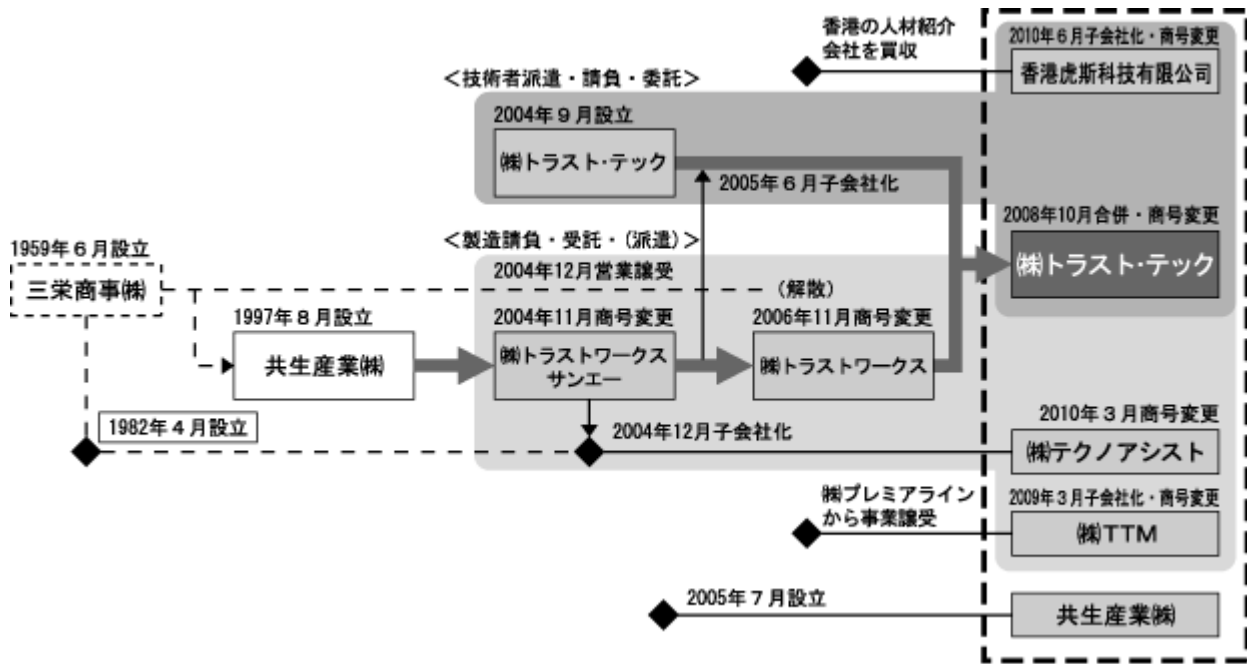 香港の人材紹介
会社を買収
2010年6月子会社化・商号変更
香港虎斯科技有限公司
<技術者派遣・請負・委託>
2004年9月設立
㈱トラスト・テック
2005年6月子会社化
2008年10月合併・商号変更
㈱トラスト・テック
<製造請負・受託・(派遣)>
1959年6月設立
三栄商事㈱
2004年12月営業譲受
(解散)
1997年8月設立
共生産業㈱
2004年11月商号変更
㈱トラストワークス
サンエー
2006年11月商号変更
㈱トラストワークス
1982年4月設立
2004年12月子会社化
2010年3月商号変更
㈱テクノアシスト
㈱プレミアライン
から事業譲受
2009年3月子会社化・商号変更
㈱TTM
2005年7月設立
共生産業㈱